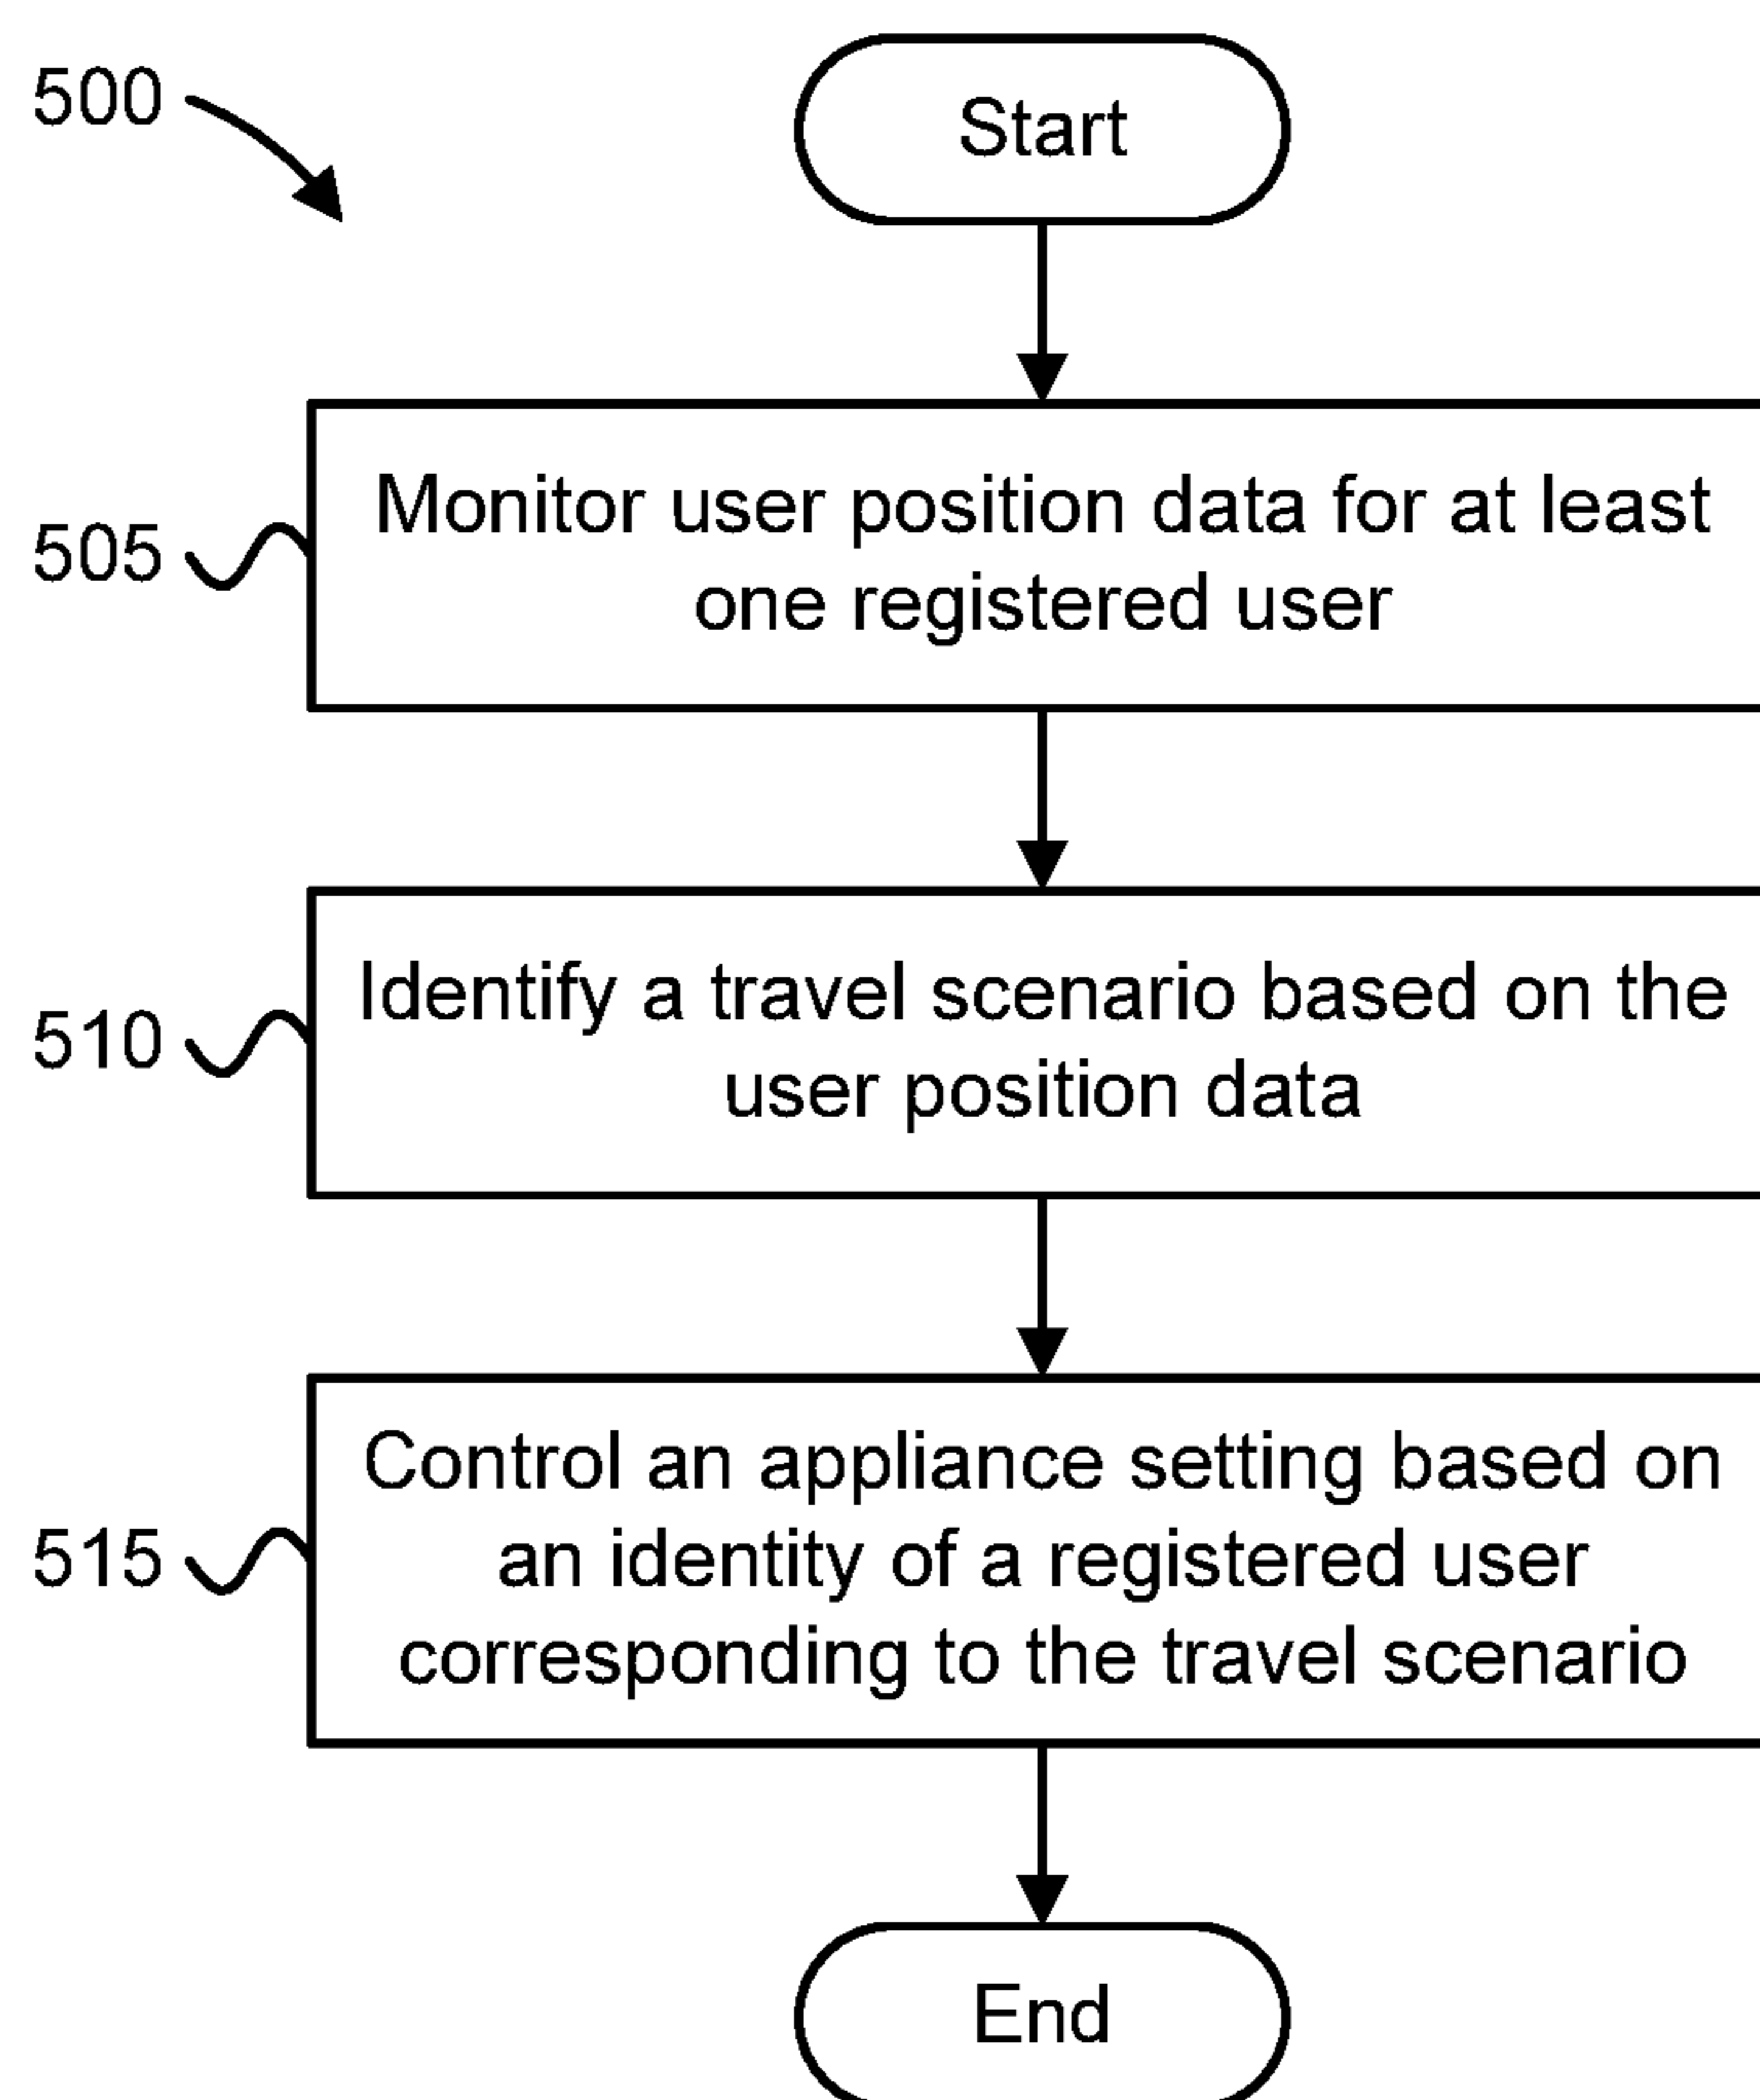 500
Start
505
Monitor user position data for at least
one registered user
510
Identify a travel scenario based on the
user position data
515
Control an appliance setting based on
an identity of a registered user
corresponding to the travel scenario
End